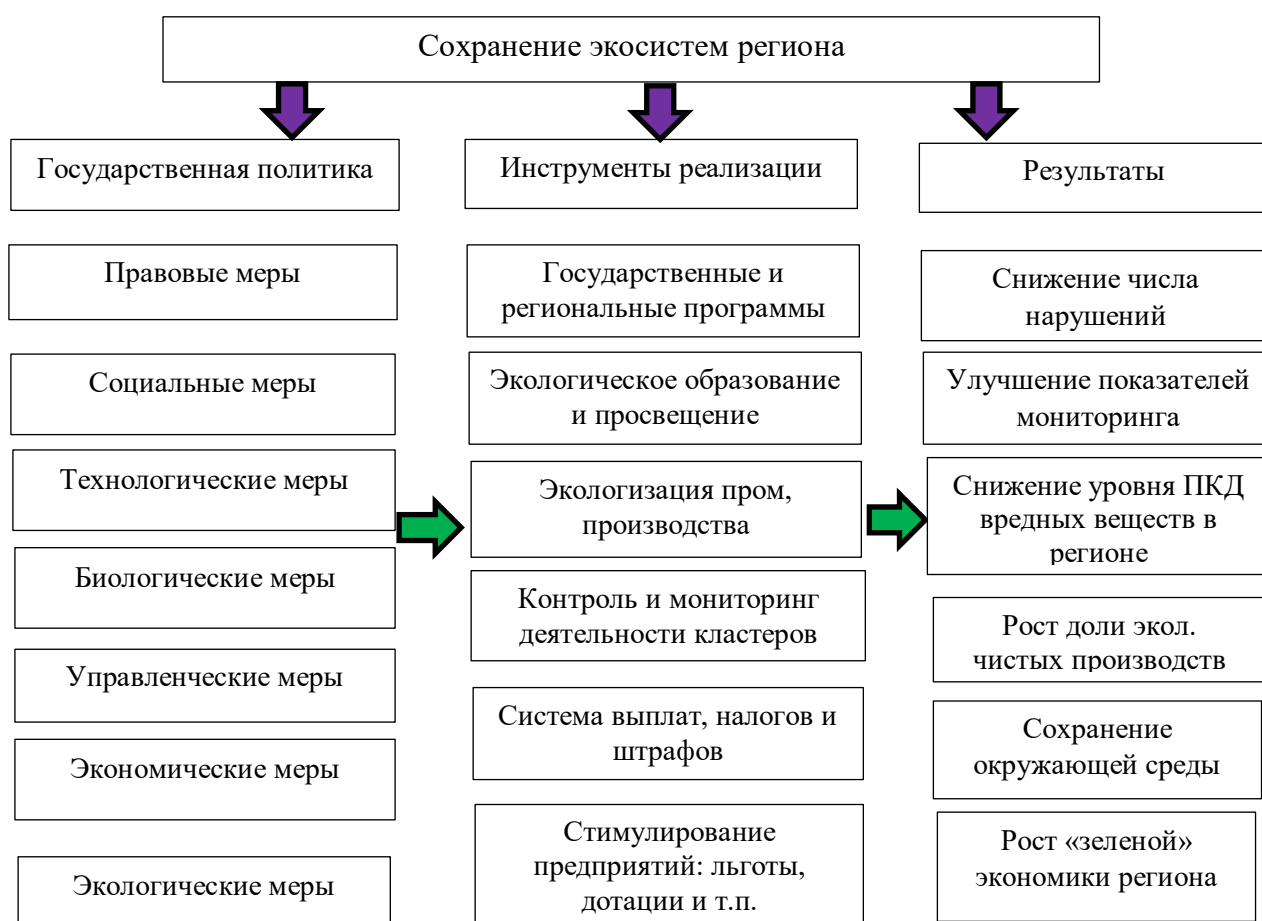 Сохранение экосистем региона
Государственная политика
Правовые меры
Социальные меры
Технологические меры
Биологические меры
Управленческие меры
Экономические меры
Экологические меры
Инструменты реализации
Государственные и
региональные программы
Экологическое образование
и просвещение
Экологизация пром,
производства
Контроль и мониторинг
деятельности кластеров
Система выплат, налогов и
штрафов
Стимулирование
предприятий: льготы,
дотации и т.п.
Результаты
Снижение числа
нарушений
Улучшение показателей
мониторинга
Снижение уровня ПКД
вредных веществ в
регионе
Рост доли экол.
чистых производств
Сохранение
окружающей среды
Рост «зеленой»
экономики региона